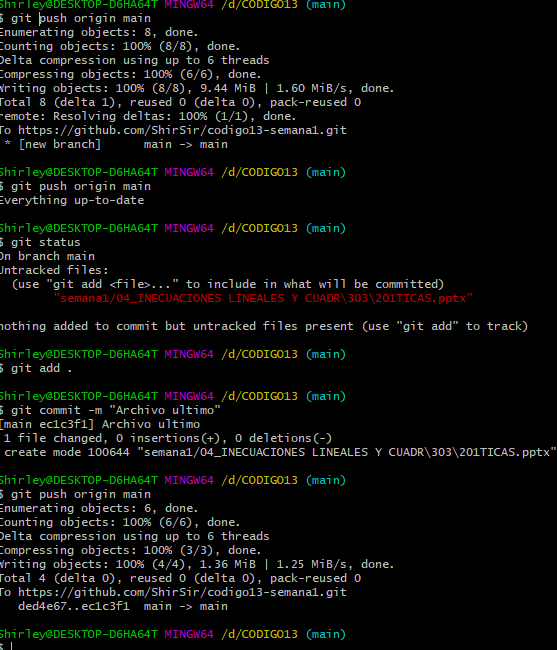 Shirley@DESKTOP-D6HA64T MINGW64 /d/CODIGO13 (main)
$ git push origin main
Enumerating objects: 8, done.
Counting objects: 100% (8/8), done.
Delta compression using up to 6 threads
Compressing objects: 100% (6/6), done.
Writing objects: 100% (8/8), 9.44 MiB | 1.60 MiB/s, done.
Total 8 (delta 1), reused 0 (delta 0), pack-reused 0
remote: Resolving deltas: 100% (1/1), done.
To https://github.com/ShirSir/codigo13-semana1.git
* [new branch] main -> main
Shirley@DESKTOP-D6HA64T MINGW64 /d/CODIGO13 (main)
$ git push origin main
Everything up-to-date
Shirley@DESKTOP-D6HA64T MINGW64 /d/CODIGO13 (main)
$ git status
On branch main
Untracked files:
(use "git add <file>..." to include in what will be committed)
"semana1/04_INECUACIONES LINEALES Y CUADR\303\201TICAS.pptx"
nothing added to commit but untracked files present (use "git add" to track)
Shirley@DESKTOP-D6HA64T MINGW64 /d/CODIGO13 (main)
$ git add .
Shirley@DESKTOP-D6HA64T MINGW64 /d/CODIGO13 (main)
$ git commit -m "Archivo ultimo"
[main ec1c3f1] Archivo ultimo
1 file changed, 0 insertions(+), 0 deletions(-)
create mode 100644 "semana1/04_INECUACIONES LINEALES Y CUADR\303\201TICAS.pptx"
Shirley@DESKTOP-D6HA64T MINGW64 /d/CODIGO13 (main)
$ git push origin main
Enumerating objects: 6, done.
Counting objects: 100% (6/6), done.
Delta compression using up to 6 threads
Compressing objects: 100% (3/3), done.
Writing objects: 100% (4/4), 1.36 MiB | 1.25 MiB/s, done.
Total 4 (delta 0), reused 0 (delta 0), pack-reused 0
To https://github.com/ShirSir/codigo13-semana1.git
ded4e67..ec1c3f1 main -> main
Shirley@DESKTOP-D6HA64T MINGW64 /d/CODIGO13 (main)
$